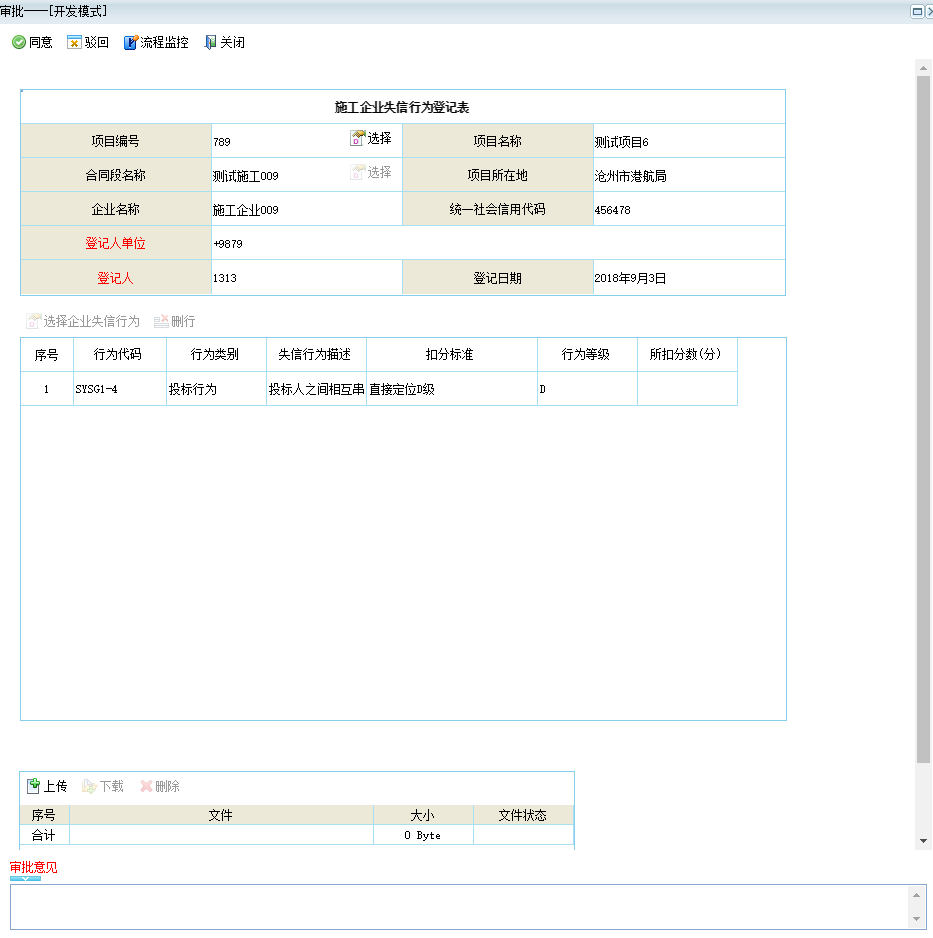 审批——[开发模式]
同意 驳回 流程监控 关闭
施工企业失信行为登记表
项目编号 789 选择 项目名称 测试项目6
合同段名称 测试施工009 选择 项目所在地 沧州市港航局
企业名称 施工企业009 统一社会信用代码 456478
登记人单位 +9879
登记人 1313 登记日期 2018年9月3日
选择企业失信行为 删行
序号 行为代码 行为类别 失信行为描述 扣分标准 行为等级 所扣分数(分)
1 SYSG1-4 投标行为 投标人之间相互串 直接定位D级 D
上传 下载 删除
序号 文件 大小 文件状态
合计 0 Byte
审批意见